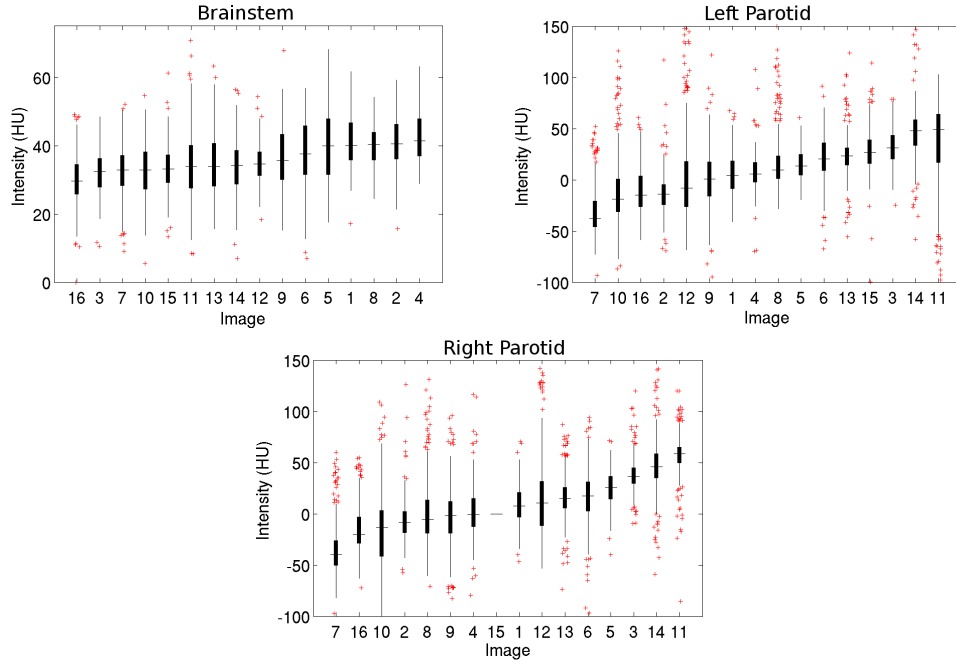 Brainstem
Intensity (HU)
60
40
20
0
16 3 7 10 15 11 13 14 12 9 6 5 1 8 2 4
Image
Left Parotid
Intensity (HU)
150
100
50
0
-50
-100
7 10 16 2 12 9 1 4 8 5 6 13 15 3 14 11
Image
Right Parotid
Intensity (HU)
150
100
50
0
-50
-100
7 16 10 2 8 9 4 15 1 12 13 6 5 3 14 11
Image